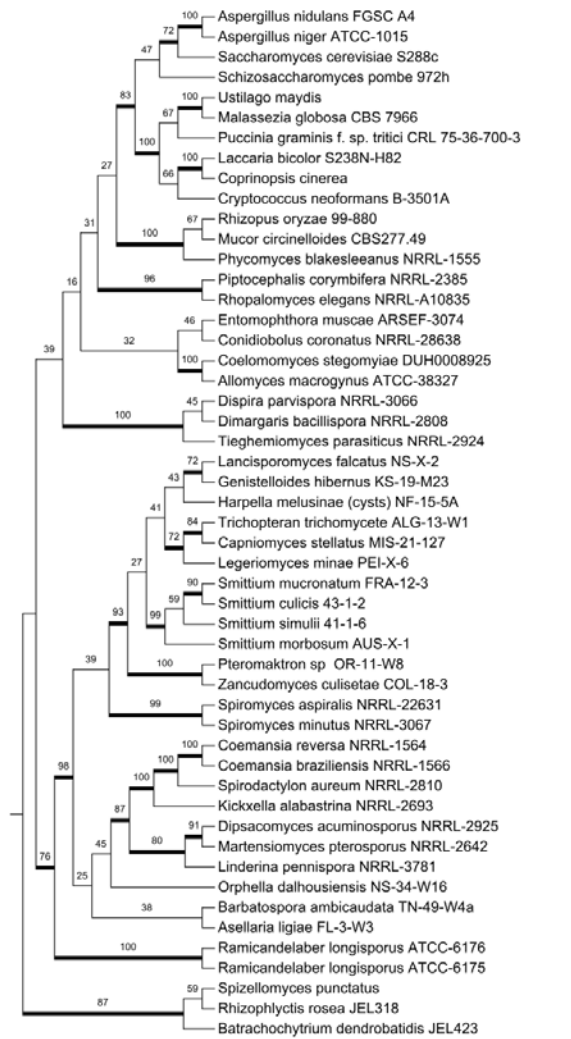 Aspergillus nidulans FGSC A4
100
Aspergillus niger ATCC-1015
72
Saccharomyces cerevisiae S288c
47
Schizosaccharomyces pombe 972h
83
Ustilago maydis
100
Malassezia globosa CBS 7966
67
Puccinia graminis f. sp. tritici CRL 75-36-700-3
100
Laccaria bicolor S238N-H82
100
Coprinopsis cinerea
66
Cryptococcus neoformans B-3501A
27
Rhizopus oryzae 99-880
67
Mucor circinelloides CBS277.49
100
Phycomyces blakesleeanus NRRL-1555
31
Piptocephalis corymbifera NRRL-2385
96
Rhopalomyces elegans NRRL-A10835
16
Entomophthora muscae ARSEF-3074
46
Conidiobolus coronatus NRRL-28638
32
Coelomomyces stegomyiae DUH0008925
100
Allomyces macrogynus ATCC-38327
39
Dispira parvispora NRRL-3066
45
Dimargaris bacillispora NRRL-2808
100
Tieghemiomyces parasiticus NRRL-2924
Lancisporomyces falcatus NS-X-2
72
Genistelloides hibernus KS-19-M23
43
Harpella melusinae (cysts) NF-15-5A
41
Trichopteran trichomycete ALG-13-W1
84
Capniomyces stellatus MIS-21-127
72
Legeriomyces minae PEI-X-6
27
Smittium mucronatum FRA-12-3
90
Smittium culicis 43-1-2
59
Smittium simulii 41-1-6
99
Smittium morbosum AUS-X-1
93
Pteromaktron sp OR-11-W8
100
Zancudomyces culisetae COL-18-3
39
Spiromyces aspiralis NRRL-22631
99
Spiromyces minutus NRRL-3067
98
Coemansia reversa NRRL-1564
100
Coemansia braziliensis NRRL-1566
100
Spirodactylon aureum NRRL-2810
100
Kickxella alabastrina NRRL-2693
87
Dipsacomyces acuminosporus NRRL-2925
91
Martensiomyces pterosporus NRRL-2642
80
Linderina pennispora NRRL-3781
45
Orphella dalhousiensis NS-34-W16
25
Barbatospora ambicaudata TN-49-W4a
38
Asellaria ligiae FL-3-W3
76
Ramicandelaber longisporus ATCC-6176
100
Ramicandelaber longisporus ATCC-6175
Spizellomyces punctatus
59
Rhizophlyctis rosea JEL318
87
Batrachochytrium dendrobatidis JEL423